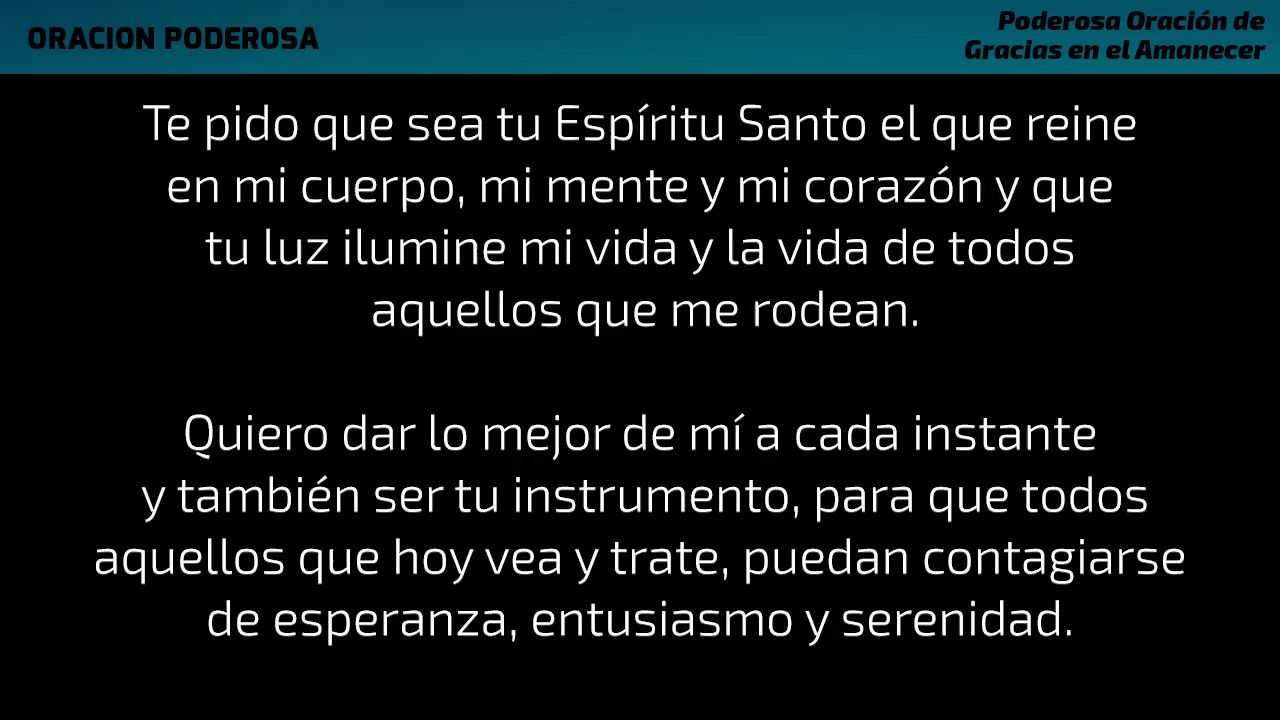 ORACION PODEROSA
Poderosa Oración de
Gracias en el Amanecer
Te pido que sea tu Espíritu Santo el que reine
en mi cuerpo, mi mente y mi corazón y que
tu luz ilumine mi vida y la vida de todos
aquellos que me rodean.
Quiero dar lo mejor de mí a cada instante
y también ser tu instrumento, para que todos
aquellos que hoy vea y trate, puedan contagiarse
de esperanza, entusiasmo y serenidad.